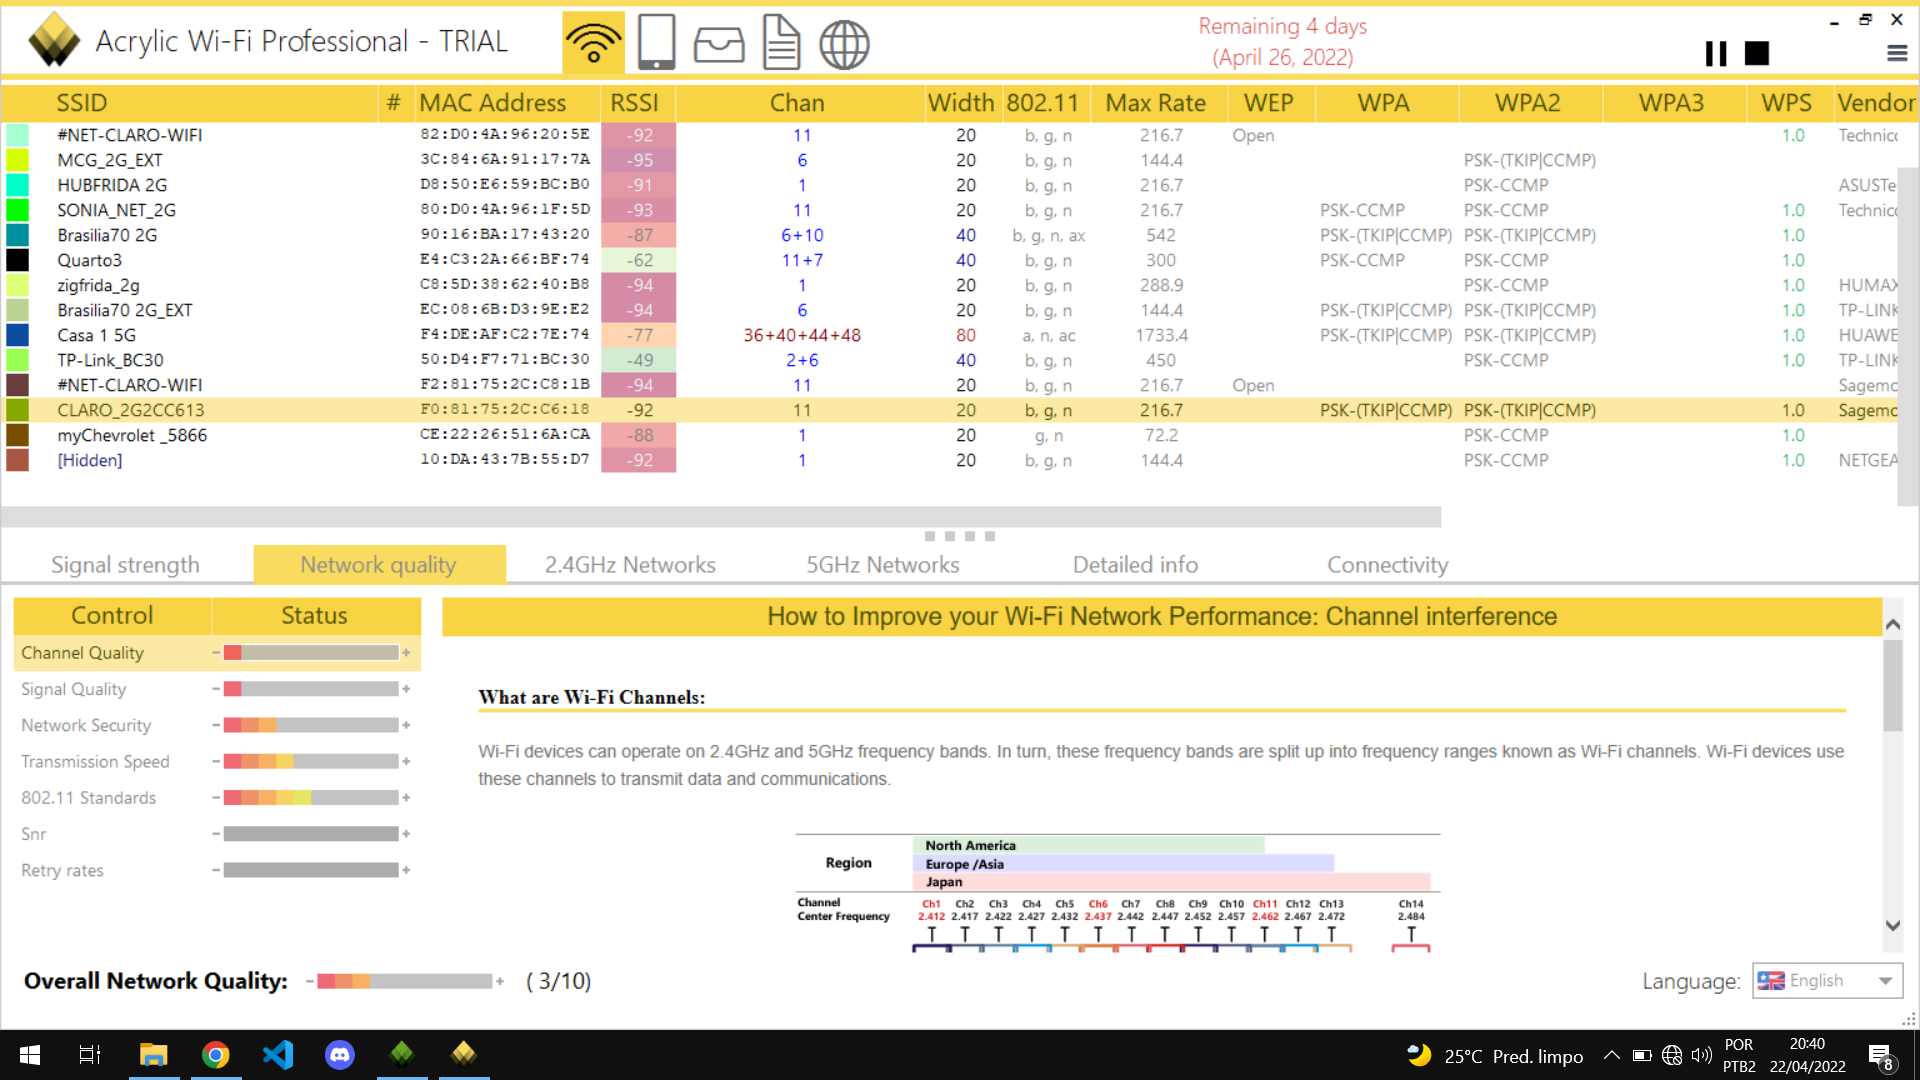 Acrylic Wi-Fi Professional - TRIAL
Remaining 4 days
(April 26, 2022)
SSID # MAC Address RSSI Chan Width 802.11 Max Rate WEP WPA WPA2 WPA3 WPS Vendor
#NET-CLARO-WIFI 82:D0:4A:96:20:5E -92 11 20 b, g, n 216.7 Open 1.0 Technico
MCG_2G_EXT 3C:84:6A:91:17:7A -95 6 20 b, g, n 144.4 PSK-(TKIP|CCMP)
HUBFRIDA 2G D8:50:E6:59:BC:B0 -91 1 20 b, g, n 216.7 PSK-CCMP ASUSTe
SONIA_NET_2G 80:D0:4A:96:1F:5D -93 11 20 b, g, n 216.7 PSK-CCMP PSK-CCMP 1.0 Technico
Brasilia70 2G 90:16:BA:17:43:20 -87 6+10 40 b, g, n, ax 542 PSK-(TKIP|CCMP) PSK-(TKIP|CCMP) 1.0
Quarto3 E4:C3:2A:66:BF:74 -62 11+7 40 b, g, n 300 PSK-CCMP PSK-CCMP 1.0
zigfrida_2g C8:5D:38:62:40:B8 -94 1 20 b, g, n 288.9 PSK-CCMP 1.0 HUMAX
Brasilia70 2G_EXT EC:08:6B:D3:9E:E2 -94 6 20 b, g, n 144.4 PSK-(TKIP|CCMP) PSK-(TKIP|CCMP) 1.0 TP-LINK
Casa 1 5G F4:DE:AF:C2:7E:74 -77 36+40+44+48 80 a, n, ac 1733.4 PSK-(TKIP|CCMP) PSK-(TKIP|CCMP) 1.0 HUAWE
TP-Link_BC30 50:D4:F7:71:BC:30 -49 2+6 40 b, g, n 450 PSK-CCMP 1.0 TP-LINK
#NET-CLARO-WIFI F2:81:75:2C:C8:1B -94 11 20 b, g, n 216.7 Open Sagemc
CLARO_2G2CC613 F0:81:75:2C:C6:18 -92 11 20 b, g, n 216.7 PSK-(TKIP|CCMP) PSK-(TKIP|CCMP) 1.0 Sagemc
myChevrolet _5866 CE:22:26:51:6A:CA -88 1 20 g, n 72.2 PSK-CCMP 1.0
[Hidden] 10:DA:43:7B:55:D7 -92 1 20 b, g, n 144.4 PSK-CCMP 1.0 NETGEA
Signal strength Network quality 2.4GHz Networks 5GHz Networks Detailed info Connectivity
Control Status
Channel Quality - +
Signal Quality - +
Network Security - +
Transmission Speed - +
802.11 Standards - +
Snr - +
Retry rates - +
How to Improve your Wi-Fi Network Performance: Channel interference
What are Wi-Fi Channels:
Wi-Fi devices can operate on 2.4GHz and 5GHz frequency bands. In turn, these frequency bands are split up into frequency ranges known as Wi-Fi channels. Wi-Fi devices use
these channels to transmit data and communications.
Region
North America
Europe /Asia
Japan
Channel Ch1 Ch2 Ch3 Ch4 Ch5 Ch6 Ch7 Ch8 Ch9 Ch10 Ch11 Ch12 Ch13 Ch14
Center Frequency 2.412 2.417 2.422 2.427 2.432 2.437 2.442 2.447 2.452 2.457 2.462 2.467 2.472 2.484
Overall Network Quality: - + ( 3/10)
Language: English
25°C Pred. limpo
POR
PTB2
20:40
22/04/2022
8